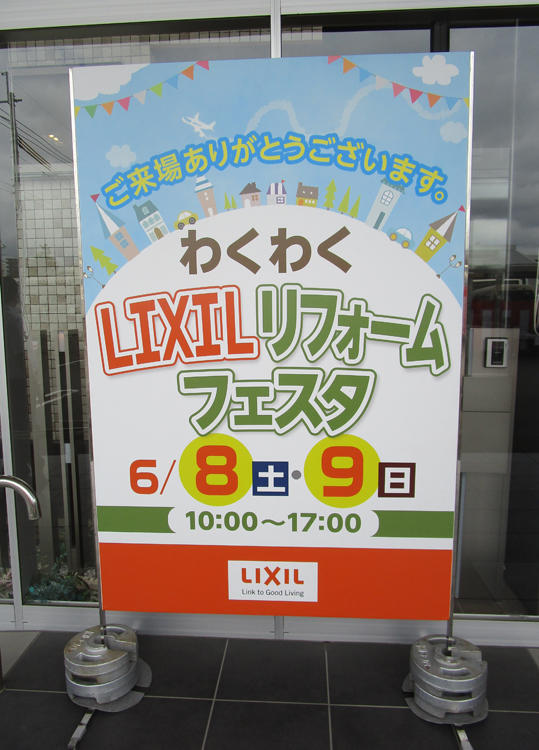 ご来場ありがとうございます。
わくわく
LIXILリフォーム
フェスタ
6/8土・9日
10:00～17:00
LIXIL
Link to Good Living